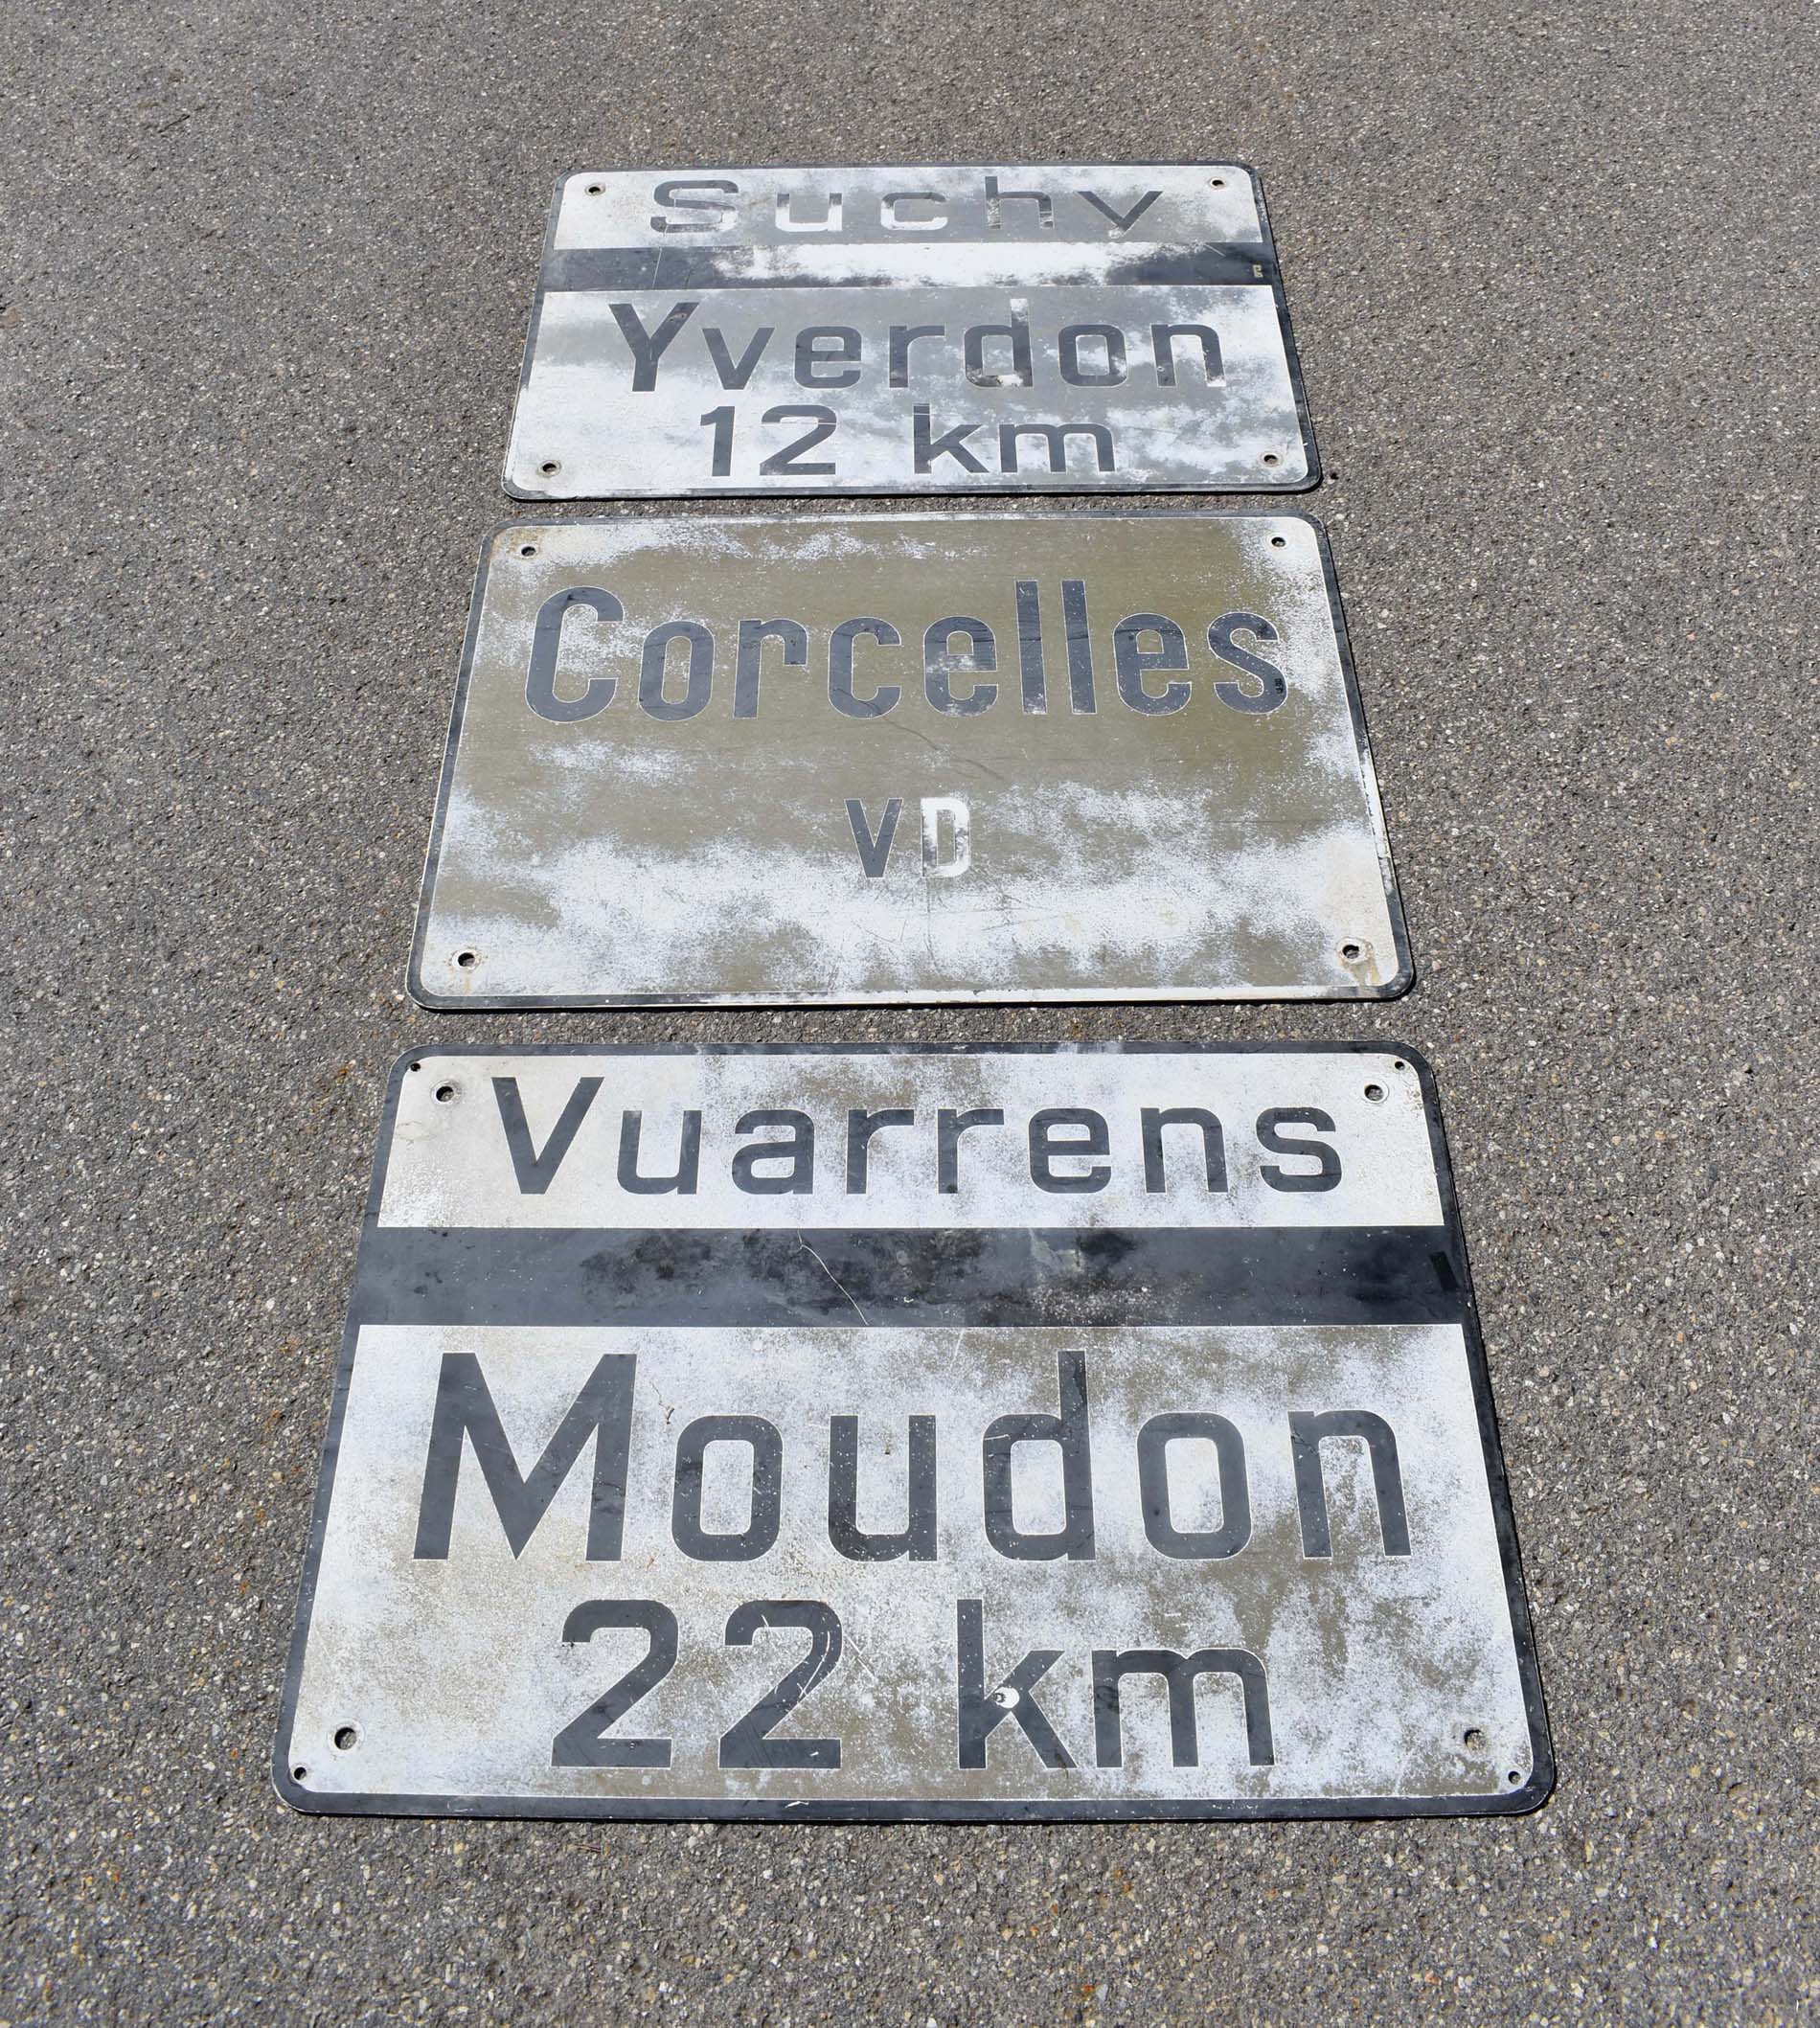 Suchy
Yverdon
12 km
Corcelles
VD
Vuarrens
Moudon
22 km